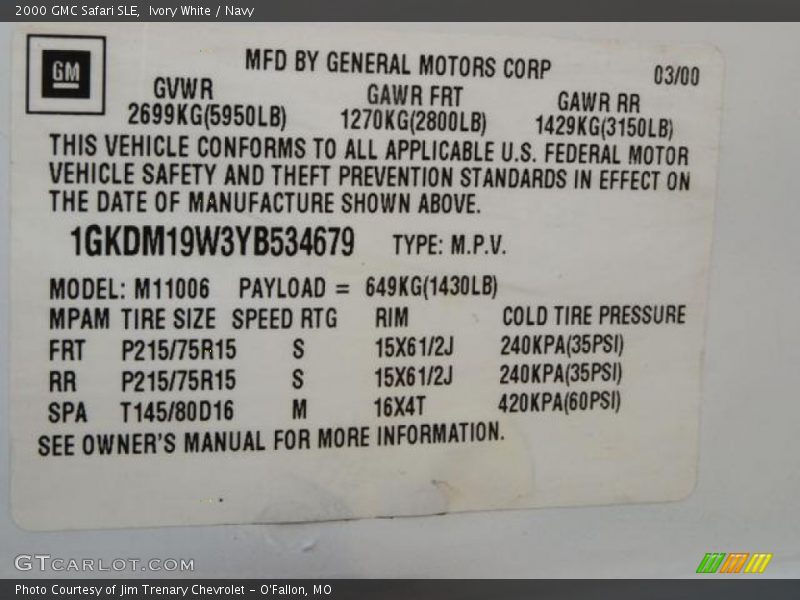 2000 GMC Safari SLE, Ivory White / Navy
GM
MFD BY GENERAL MOTORS CORP
03/00
GVWR GAWR FRT GAWR RR
2699KG(5950LB) 1270KG(2800LB) 1429KG(3150LB)
THIS VEHICLE CONFORMS TO ALL APPLICABLE U.S. FEDERAL MOTOR
VEHICLE SAFETY AND THEFT PREVENTION STANDARDS IN EFFECT ON
THE DATE OF MANUFACTURE SHOWN ABOVE.
1GKDM19W3YB534679 TYPE: M.P.V.
MODEL: M11006 PAYLOAD = 649KG(1430LB)
MPAM TIRE SIZE SPEED RTG RIM COLD TIRE PRESSURE
FRT P215/75R15 S 15X61/2J 240KPA(35PSI)
RR P215/75R15 S 15X61/2J 240KPA(35PSI)
SPA T145/80D16 M 16X4T 420KPA(60PSI)
SEE OWNER'S MANUAL FOR MORE INFORMATION.
GTCARLOT.COM
Photo Courtesy of Jim Trenary Chevrolet - O'Fallon, MO